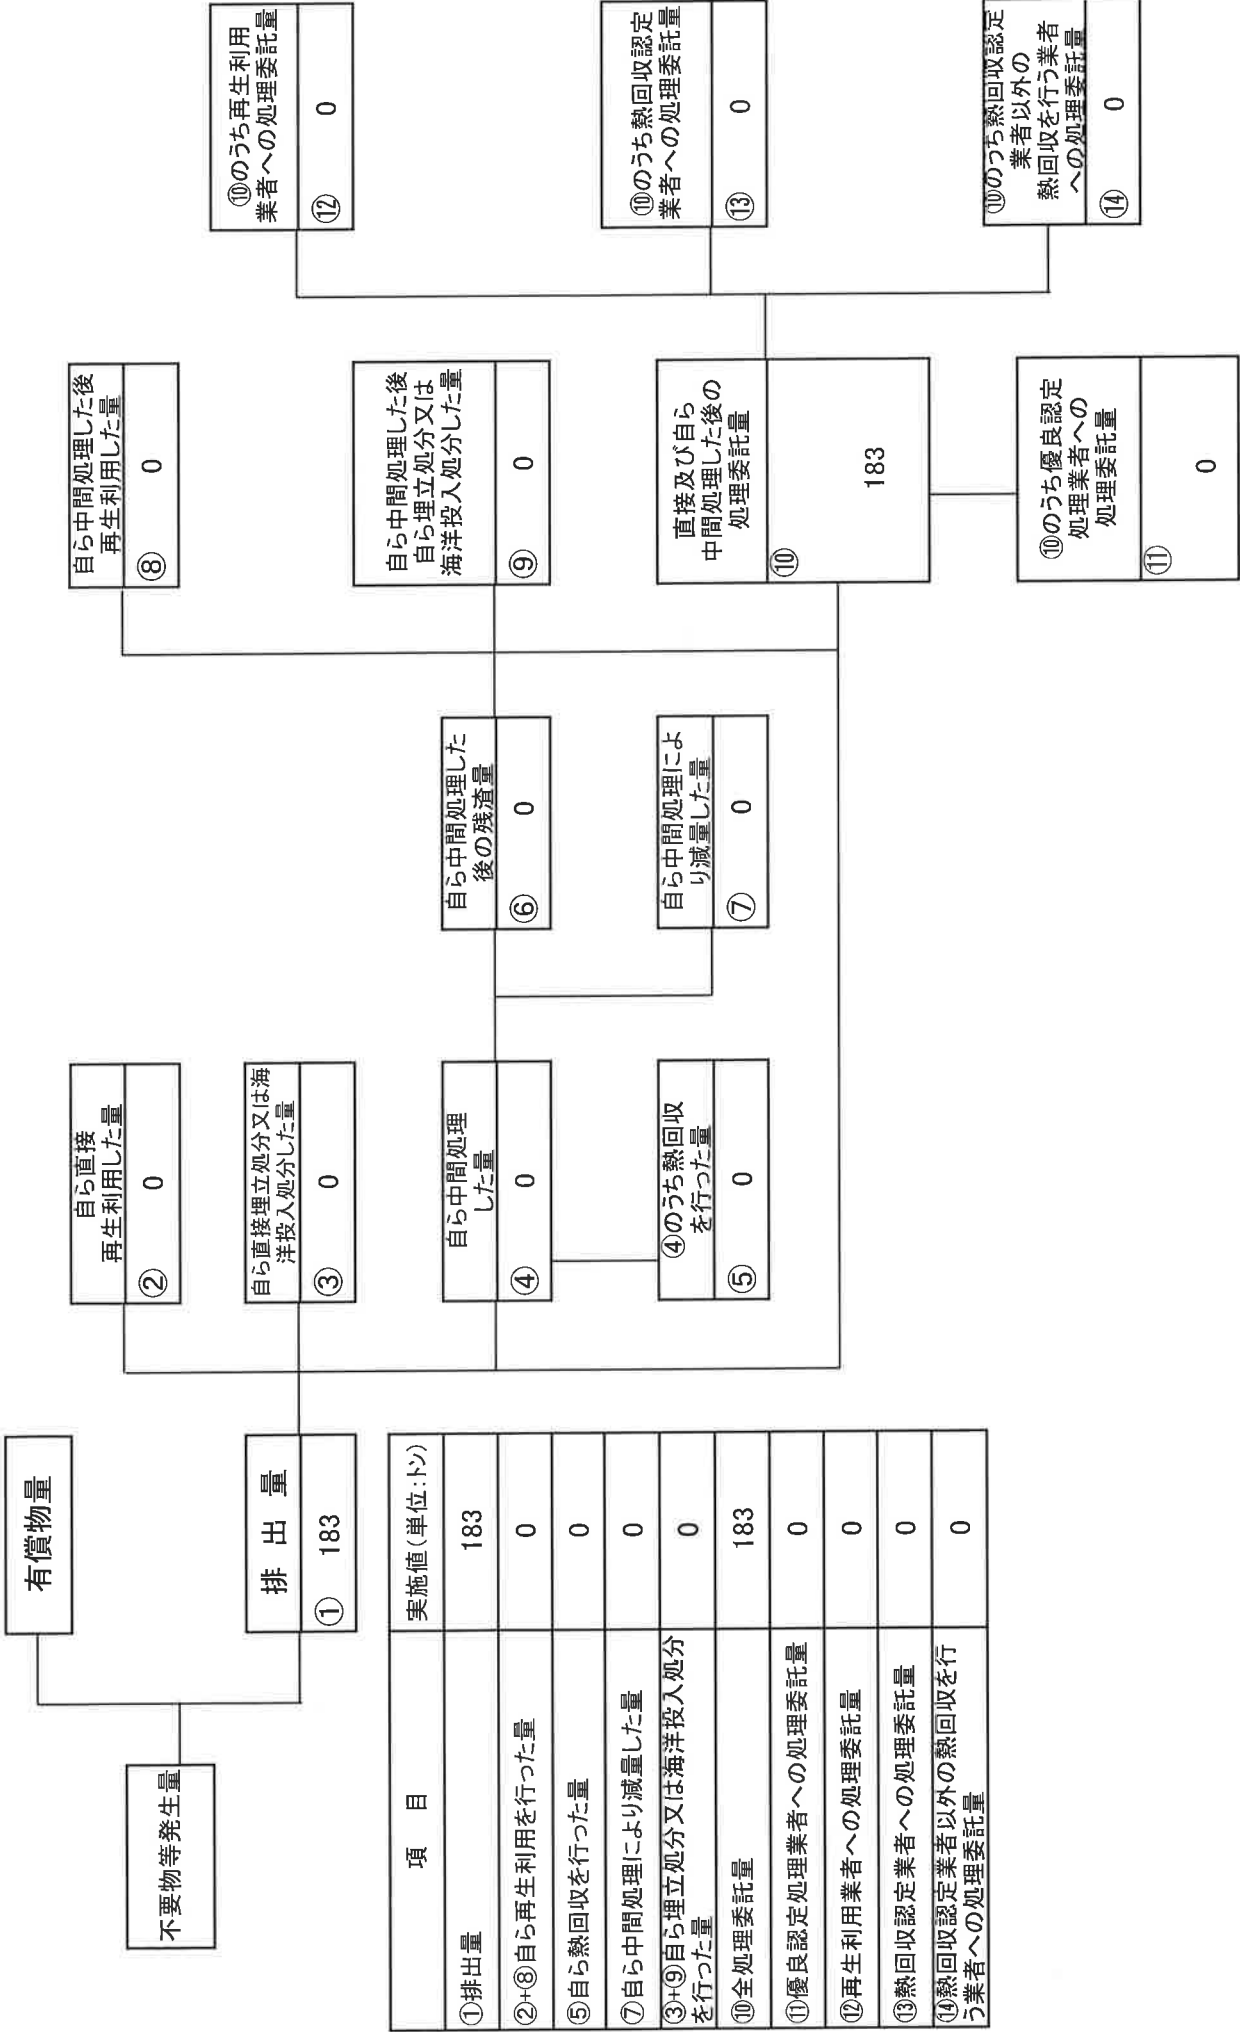 不要物等発生量
有償物量
排 出 量
① 183
自ら直接
再生利用した量
② 0
自ら直接埋立処分又は海
洋投入処分した量
③ 0
自ら中間処理
した量
④ 0
④のうち熱回収
を行った量
⑤ 0
自ら中間処理した
後の残渣量
⑥ 0
自ら中間処理によ
り減量した量
⑦ 0
自ら中間処理した後
再生利用した量
⑧ 0
自ら中間処理した後
自ら埋立処分又は
海洋投入処分した量
⑨ 0
直接及び自ら
中間処理した後の
処理委託量
⑩
183
⑩のうち優良認定
処理業者への
処理委託量
⑪
0
⑩のうち再生利用
業者への処理委託量
⑫ 0
⑩のうち熱回収認定
業者への処理委託量
⑬ 0
⑩のうち熱回収認定
業者以外の
熱回収を行う業者
への処理委託量
⑭ 0
項 目 実施値(単位:トン)
①排出量 183
②+⑧自ら再生利用を行った量 0
⑤自ら熱回収を行った量 0
⑦自ら中間処理により減量した量 0
③+⑨自ら埋立処分又は海洋投入処分
を行った量 0
⑩全処理委託量 183
⑪優良認定処理業者への処理委託量 0
⑫再生利用業者への処理委託量 0
⑬熱回収認定業者への処理委託量 0
⑭熱回収認定業者以外の熱回収を行
う業者への処理委託量 0